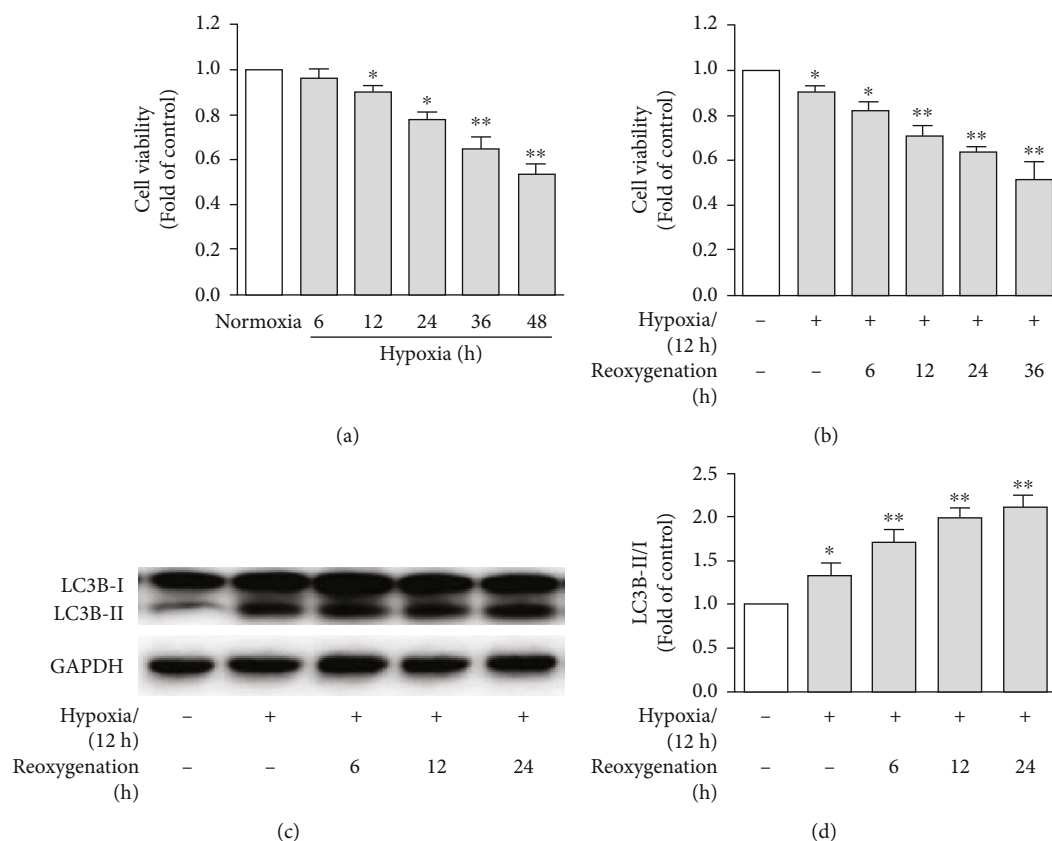 1.2
1.0
0.8
0.6
0.4
0.2
0.0
Cell viability
(Fold of control)
* * ** **
Normoxia 6 12 24 36 48
Hypoxia (h)
(a)
1.2
1.0
0.8
0.6
0.4
0.2
0.0
Cell viability
(Fold of control)
* * ** ** **
Hypoxia/ – + + + + +
(12 h)
Reoxygenation – – 6 12 24 36
(h)
(b)
LC3B-I
LC3B-II
GAPDH
Hypoxia/ – + + + +
(12 h)
Reoxygenation – – 6 12 24
(h)
(c)
2.5
2.0
1.5
1.0
0.5
0.0
LC3B-II/I
(Fold of control)
* ** ** **
Hypoxia/ – + + + +
(12 h)
Reoxygenation – – 6 12 24
(h)
(d)